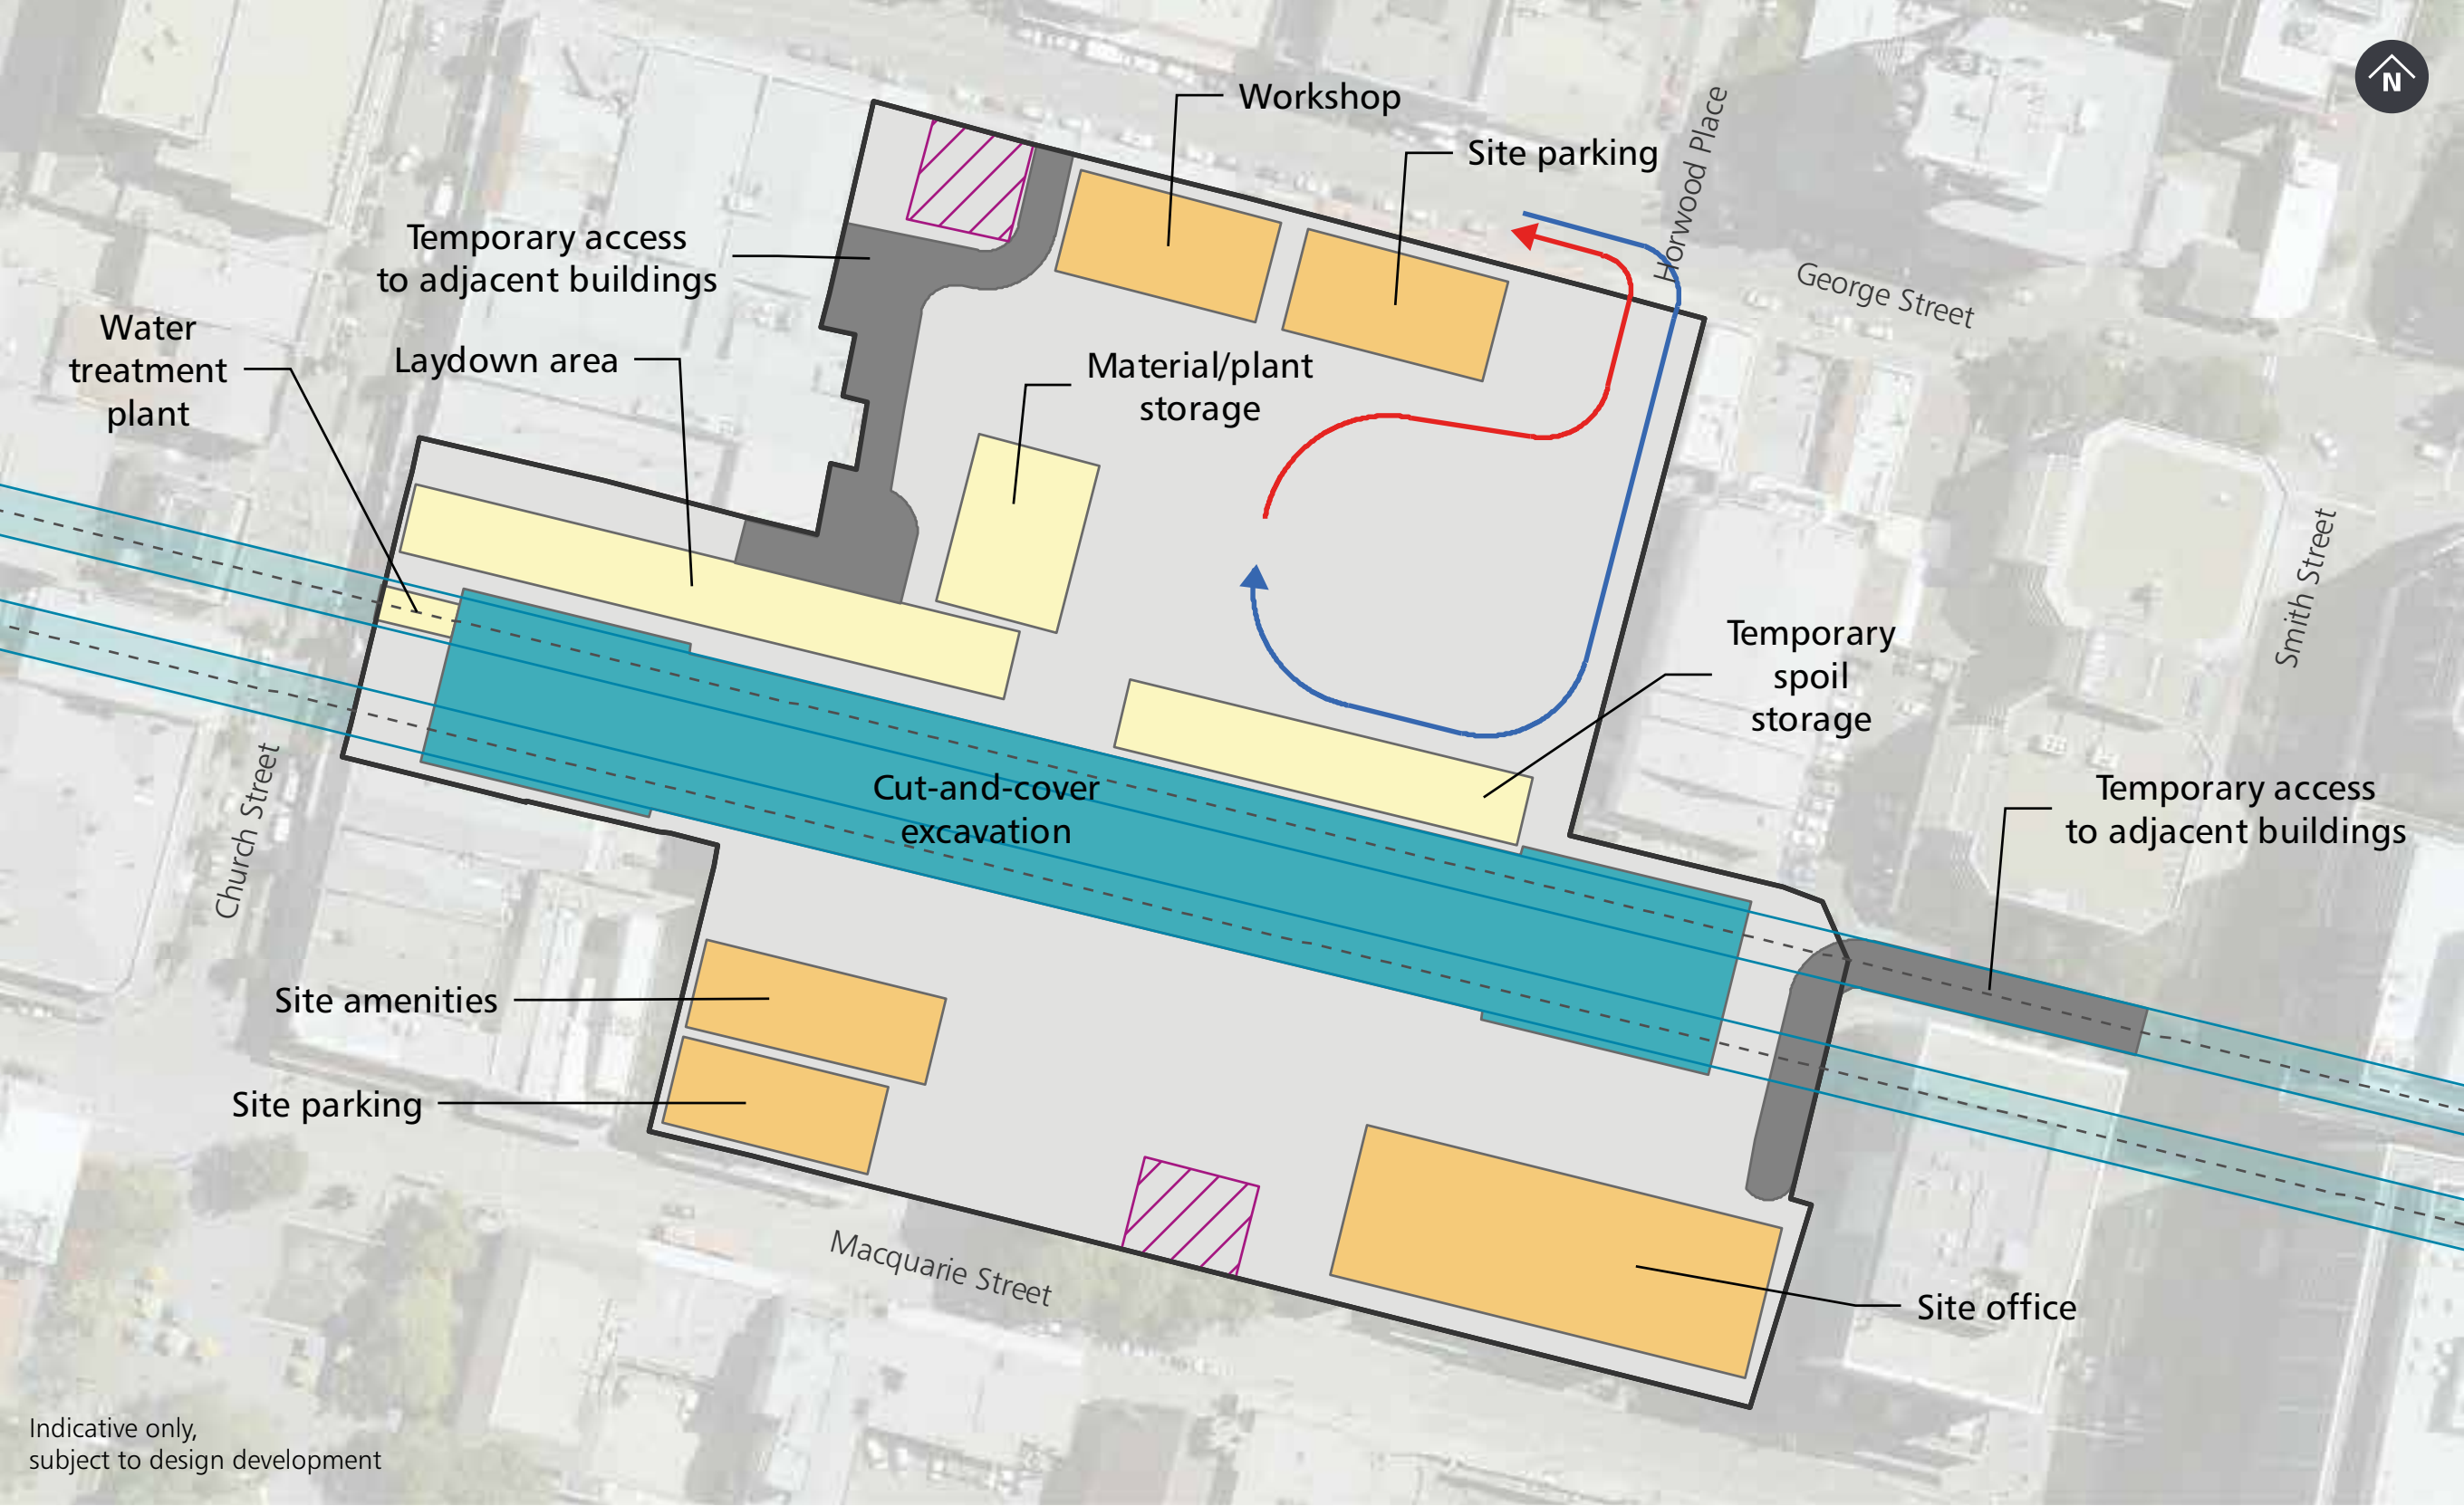 N
Workshop
Site parking
Horwood Place
George Street
Temporary access
to adjacent buildings
Water
treatment
plant
Laydown area
Material/plant
storage
Smith Street
Temporary
spoil
storage
Cut-and-cover
excavation
Temporary access
to adjacent buildings
Church Street
Site amenities
Site parking
Macquarie Street
Site office
Indicative only,
subject to design development